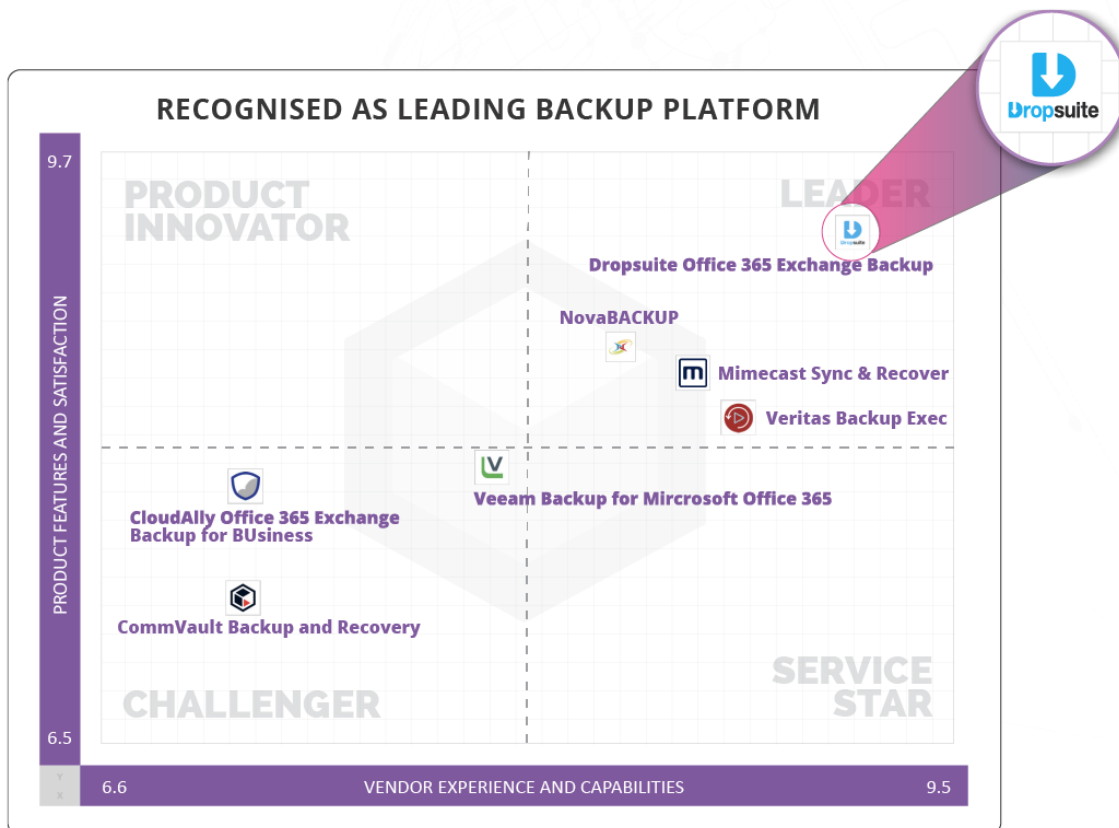 Dropsuite
RECOGNISED AS LEADING BACKUP PLATFORM
9.7
PRODUCT
INNOVATOR
LEADER
Dropsuite
Dropsuite Office 365 Exchange Backup
NovaBACKUP
Mimecast Sync & Recover
Veritas Backup Exec
PRODUCT FEATURES AND SATISFACTION
Veeam Backup for Mircrosoft Office 365
CloudAlly Office 365 Exchange
Backup for BUsiness
CommVault Backup and Recovery
SERVICE
STAR
CHALLENGER
6.5
Y
X
6.6
VENDOR EXPERIENCE AND CAPABILITIES
9.5